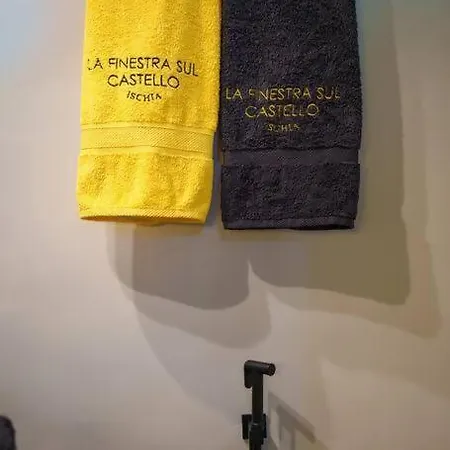 LA FINESTRA SUL
CASTELLO
ISCHIA
LA FINESTRA SUL
CASTELLO
ISCHIA